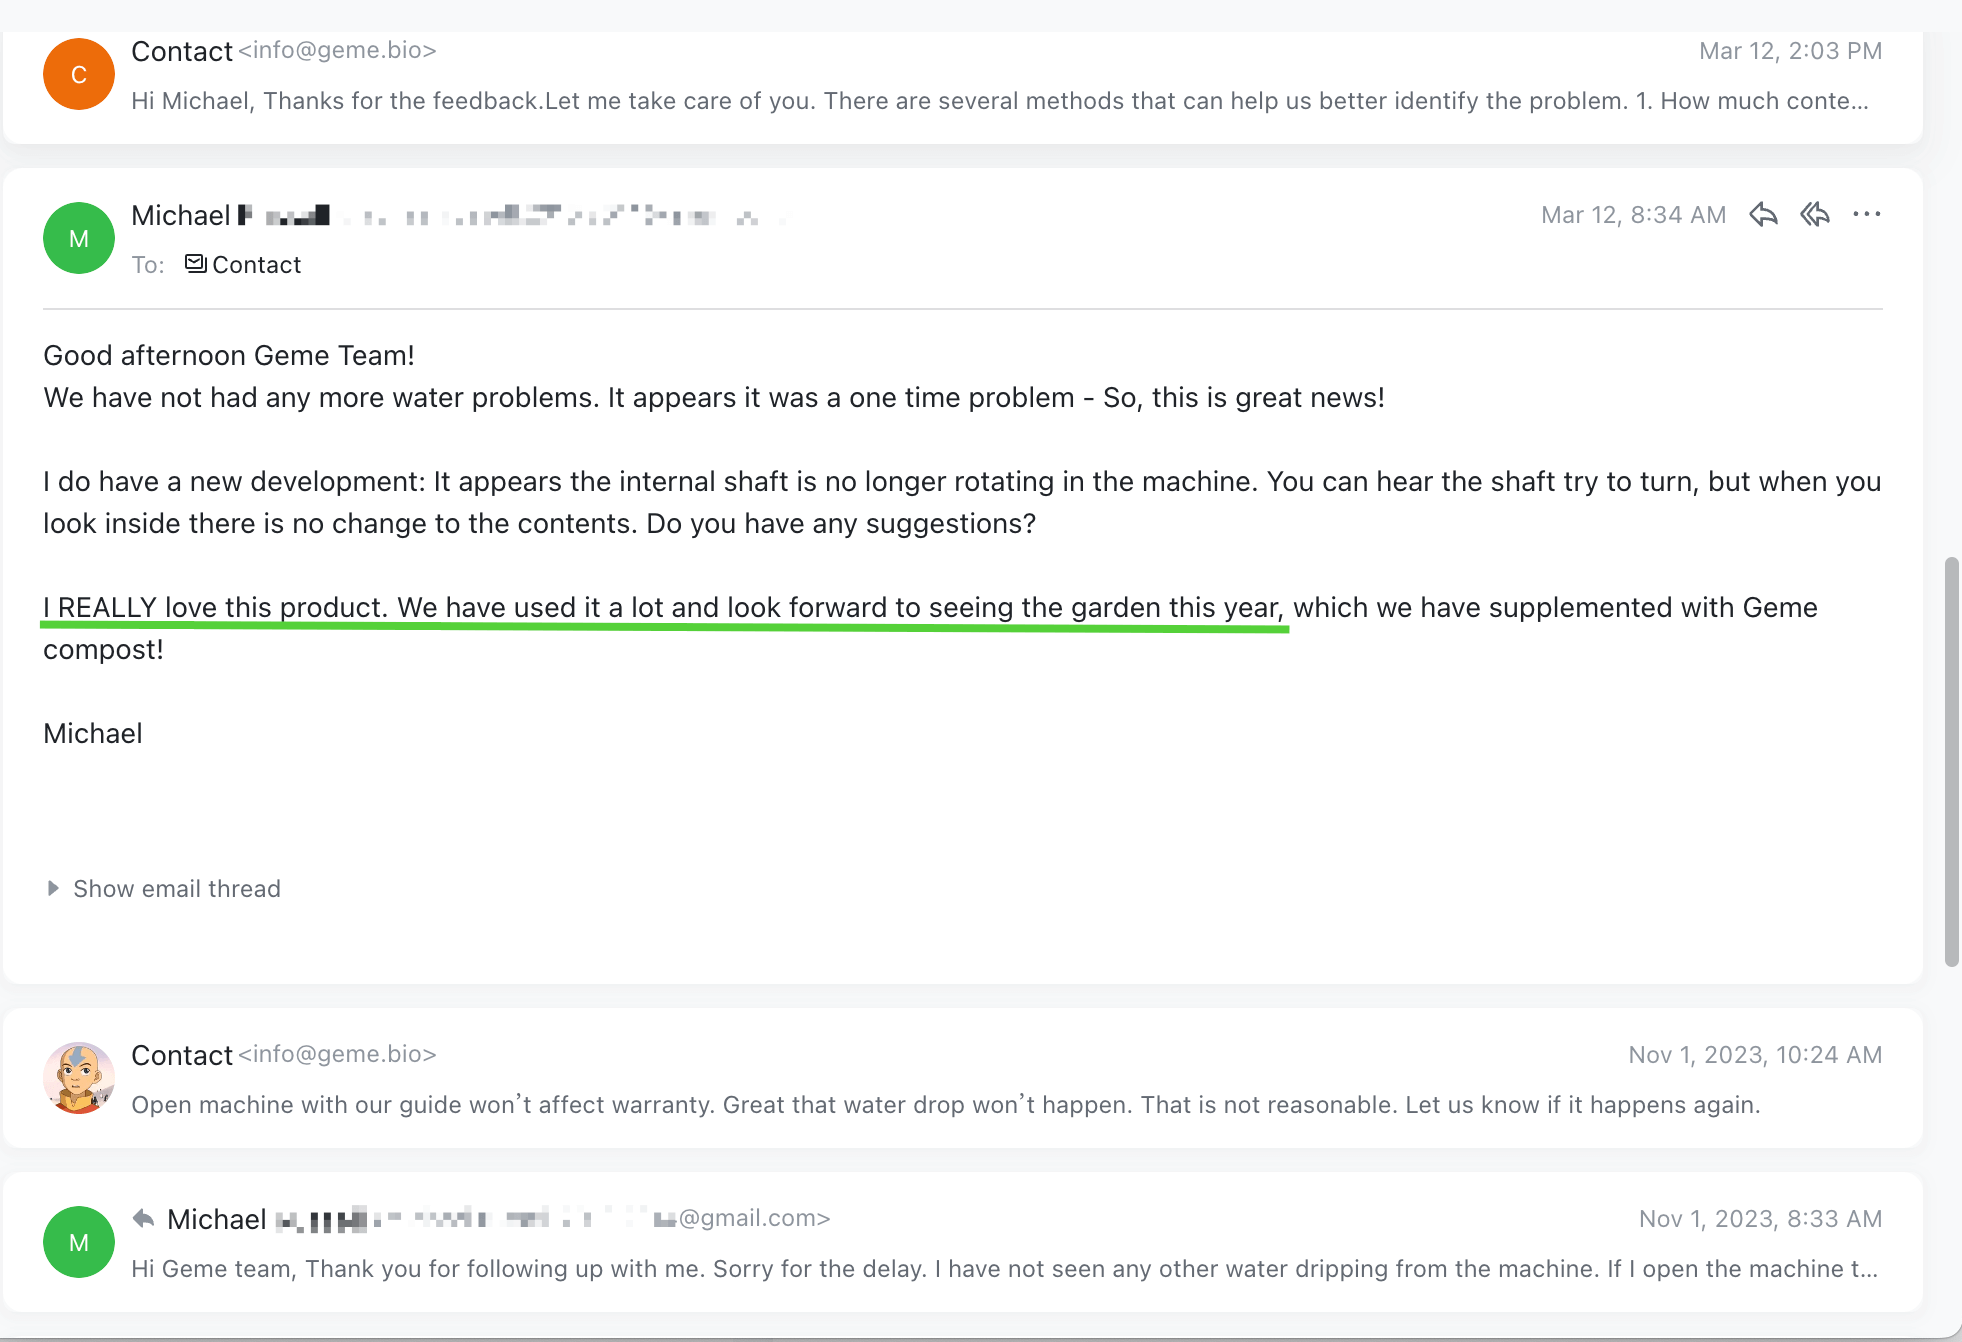 C
Contact <info@geme.bio>
Mar 12, 2:03 PM
Hi Michael, Thanks for the feedback.Let me take care of you. There are several methods that can help us better identify the problem. 1. How much conte...
M
Michael
Mar 12, 8:34 AM
To: Contact
Good afternoon Geme Team!
We have not had any more water problems. It appears it was a one time problem - So, this is great news!
I do have a new development: It appears the internal shaft is no longer rotating in the machine. You can hear the shaft try to turn, but when you
look inside there is no change to the contents. Do you have any suggestions?
I REALLY love this product. We have used it a lot and look forward to seeing the garden this year, which we have supplemented with Geme
compost!
Michael
Show email thread
Contact <info@geme.bio>
Nov 1, 2023, 10:24 AM
Open machine with our guide won’t affect warranty. Great that water drop won’t happen. That is not reasonable. Let us know if it happens again.
M
Michael @gmail.com>
Nov 1, 2023, 8:33 AM
Hi Geme team, Thank you for following up with me. Sorry for the delay. I have not seen any other water dripping from the machine. If I open the machine t...